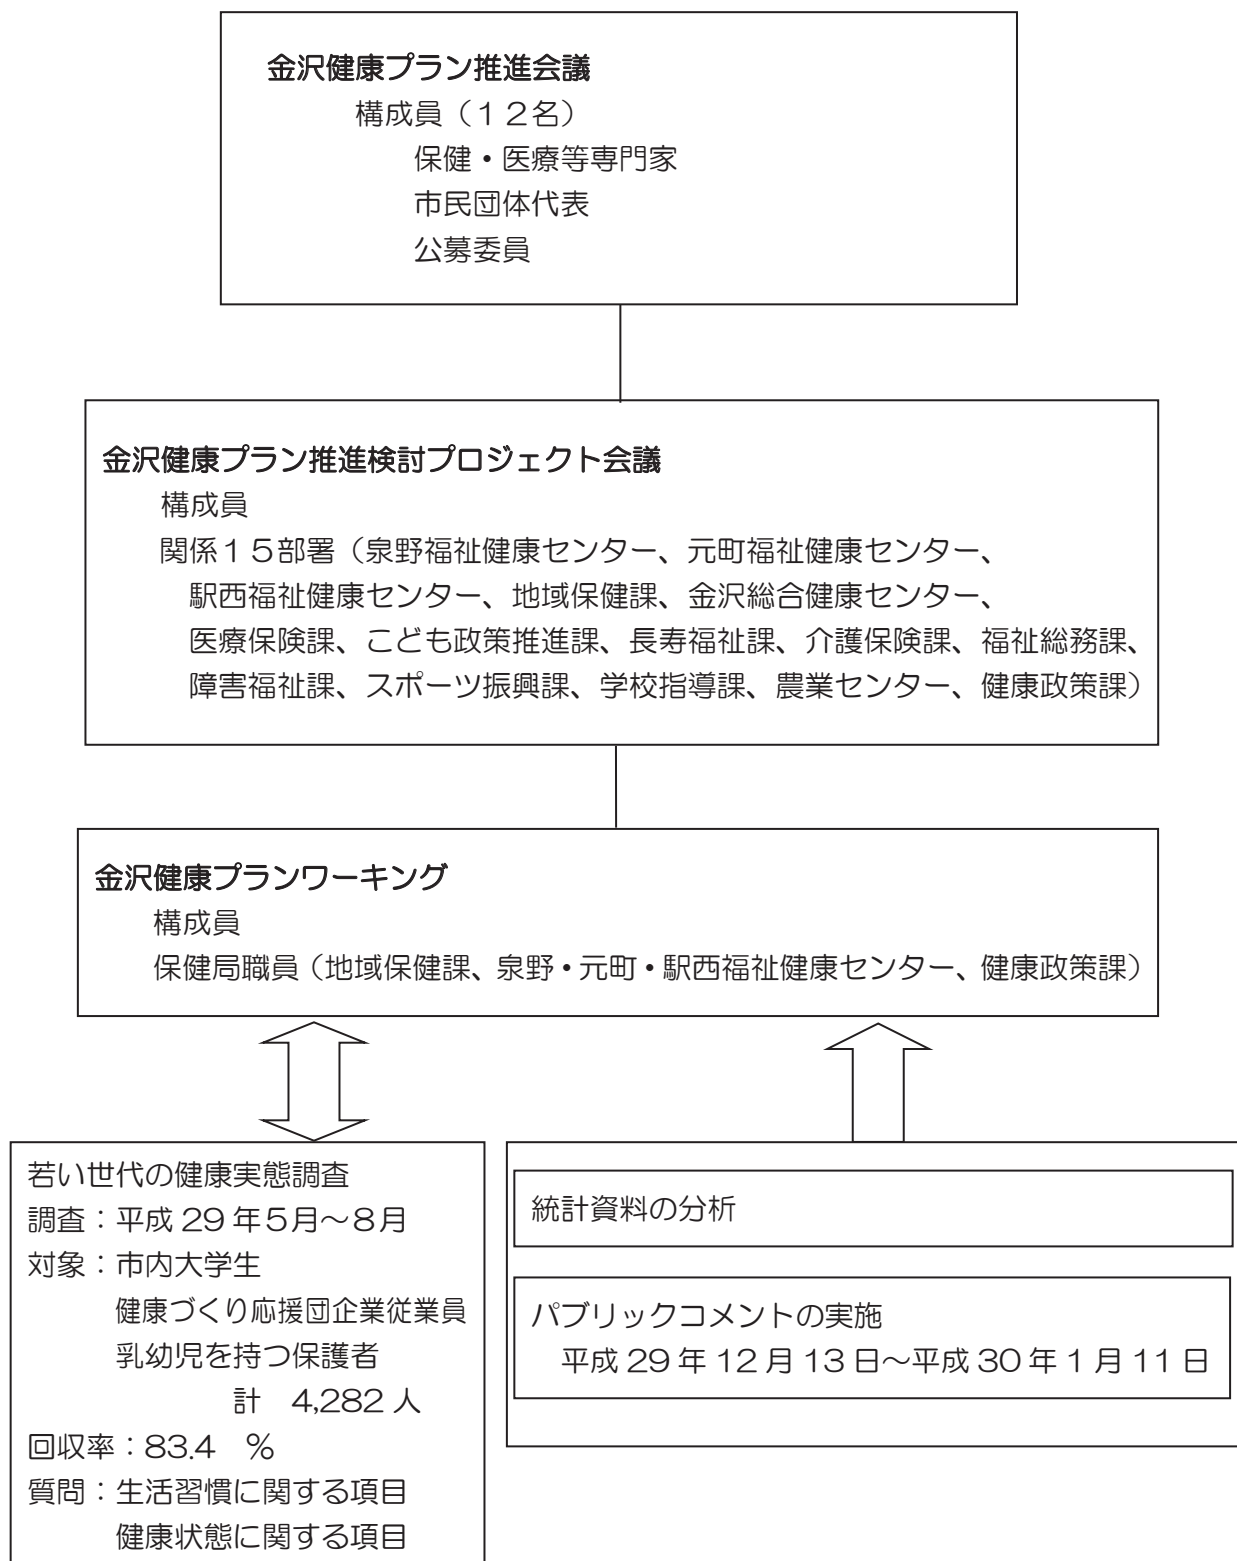 金沢健康プラン推進会議
構成員（１２名）
保健・医療等専門家
市民団体代表
公募委員
金沢健康プラン推進検討プロジェクト会議
構成員
関係１５部署（泉野福祉健康センター、元町福祉健康センター、
駅西福祉健康センター、地域保健課、金沢総合健康センター、
医療保険課、こども政策推進課、長寿福祉課、介護保険課、福祉総務課、
障害福祉課、スポーツ振興課、学校指導課、農業センター、健康政策課）
金沢健康プランワーキング
構成員
保健局職員（地域保健課、泉野・元町・駅西福祉健康センター、健康政策課）
若い世代の健康実態調査
調査：平成 29 年５月～８月
対象：市内大学生
健康づくり応援団企業従業員
乳幼児を持つ保護者
計　4,282 人
回収率：83.4　％
質問：生活習慣に関する項目
健康状態に関する項目
統計資料の分析
パブリックコメントの実施
平成 29 年 12 月 13 日～平成 30 年 1 月 11 日